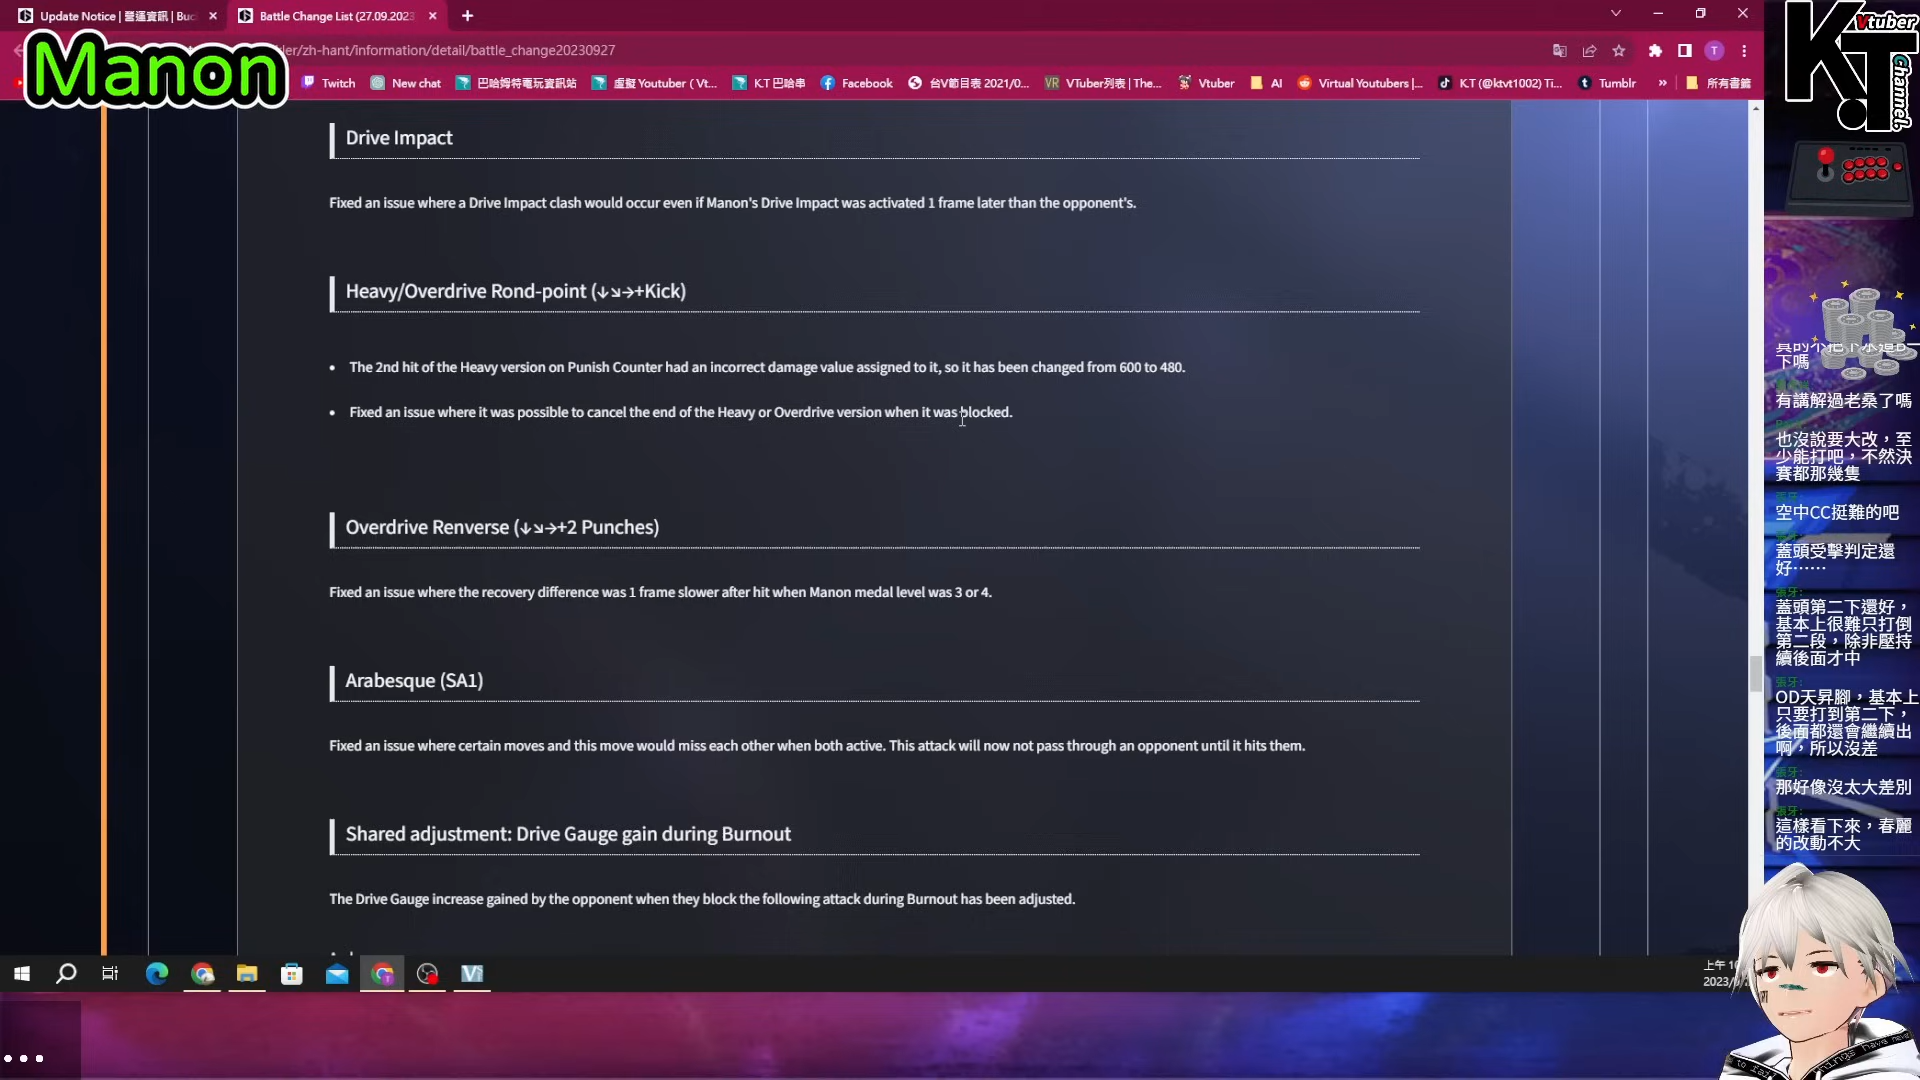 Update Notice | 營運資訊 | Buc
Battle Change List (27.09.2023
Manon
er/zh-hant/information/detail/battle_change20230927
Twitch
New chat
巴哈姆特電玩資訊站
虛擬 Youtuber ( Vt...
K.T 巴哈串
Facebook
台V節目表 2021/0...
VTuber列表 | The...
Vtuber
AI
Virtual Youtubers |...
K.T (@ktvt1002) Ti...
Tumblr
»
所有書籤
Vtuber
K.T
Channel.
Drive Impact
Fixed an issue where a Drive Impact clash would occur even if Manon's Drive Impact was activated 1 frame later than the opponent's.
Heavy/Overdrive Rond-point (↓↘→+Kick)
• The 2nd hit of the Heavy version on Punish Counter had an incorrect damage value assigned to it, so it has been changed from 600 to 480.
• Fixed an issue where it was possible to cancel the end of the Heavy or Overdrive version when it was blocked.
Overdrive Renverse (↓↘→+2 Punches)
Fixed an issue where the recovery difference was 1 frame slower after hit when Manon medal level was 3 or 4.
Arabesque (SA1)
Fixed an issue where certain moves and this move would miss each other when both active. This attack will now not pass through an opponent until it hits them.
Shared adjustment: Drive Gauge gain during Burnout
The Drive Gauge increase gained by the opponent when they block the following attack during Burnout has been adjusted.
下嗎
有講解過老桑了嗎
也沒說要大改，至
少能打吧，不然決
賽都那幾隻
張牙:
空中CC挺難的吧
張牙:
蓋頭受擊判定還
好⋯⋯
張牙:
蓋頭第二下還好，
基本上很難只打倒
第二段，除非壓持
續後面才中
張牙:
OD天昇腳，基本上
只要打到第二下，
後面都還會繼續出
啊，所以沒差
張牙:
那好像沒太大差別
張牙:
這樣看下來，春麗
的改動不大
上午 1
2023/
...